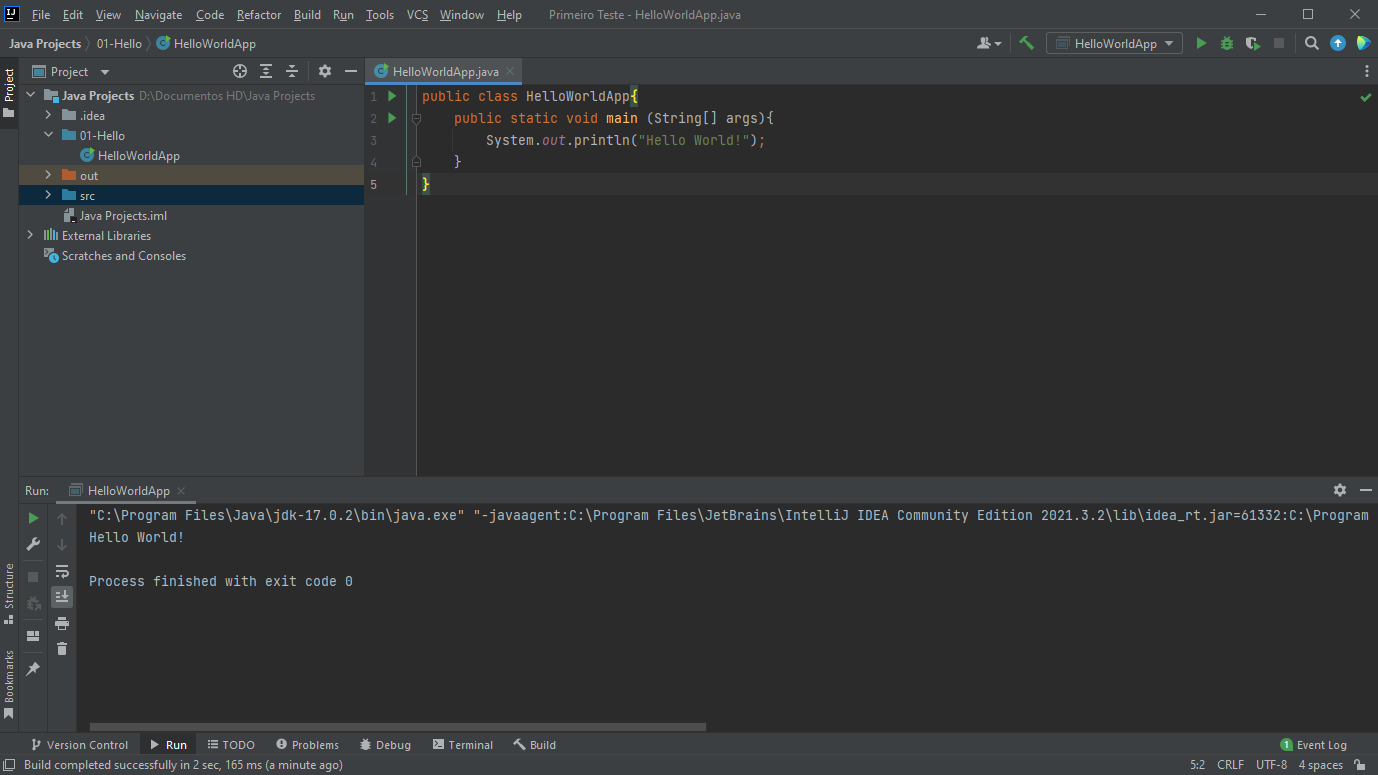 IJ File Edit View Navigate Code Refactor Build Run Tools VCS Window Help Primeiro Teste - HelloWorldApp.java
Java Projects 01-Hello HelloWorldApp HelloWorldApp
Project
Project
HelloWorldApp.java
Java Projects D:\Documentos HD\Java Projects
.idea
01-Hello
HelloWorldApp
out
src
Java Projects.iml
External Libraries
Scratches and Consoles
1 public class HelloWorldApp{
2 public static void main (String[] args){
3 System.out.println("Hello World!");
4 }
5 }
Run: HelloWorldApp
"C:\Program Files\Java\jdk-17.0.2\bin\java.exe" "-javaagent:C:\Program Files\JetBrains\IntelliJ IDEA Community Edition 2021.3.2\lib\idea_rt.jar=61332:C:\Program
Hello World!
Process finished with exit code 0
Structure
Bookmarks
Version Control Run TODO Problems Debug Terminal Build 1 Event Log
Build completed successfully in 2 sec, 165 ms (a minute ago) 5:2 CRLF UTF-8 4 spaces